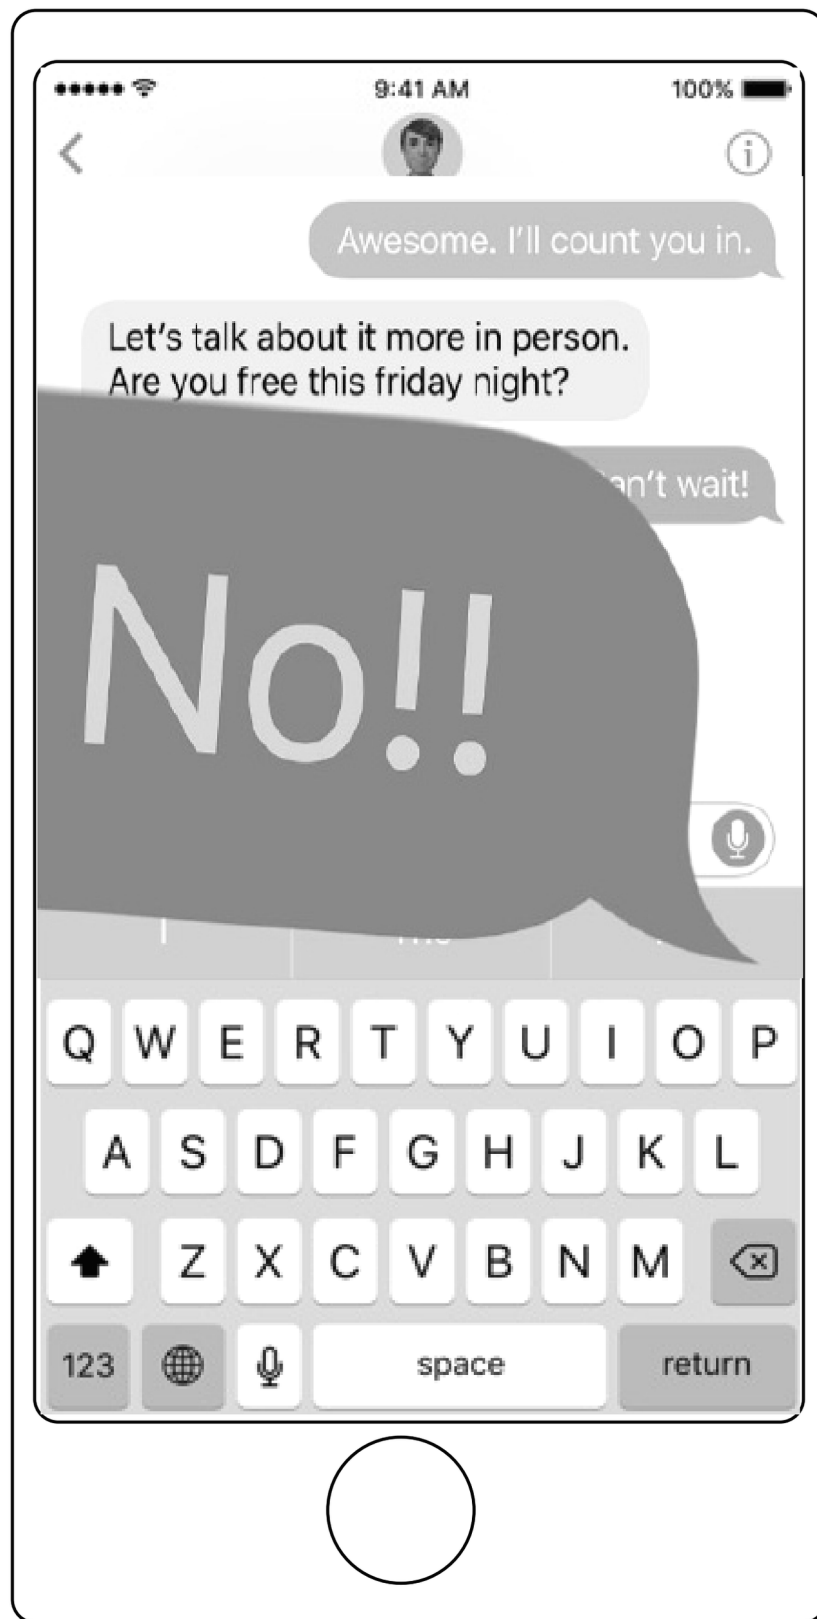 9:41 AM
100%
Awesome. I'll count you in.
Let's talk about it more in person.
Are you free this friday night?
wait!
No!!
Q W E R T Y U I O P
A S D F G H J K L
Z X C V B N M
123
space
return